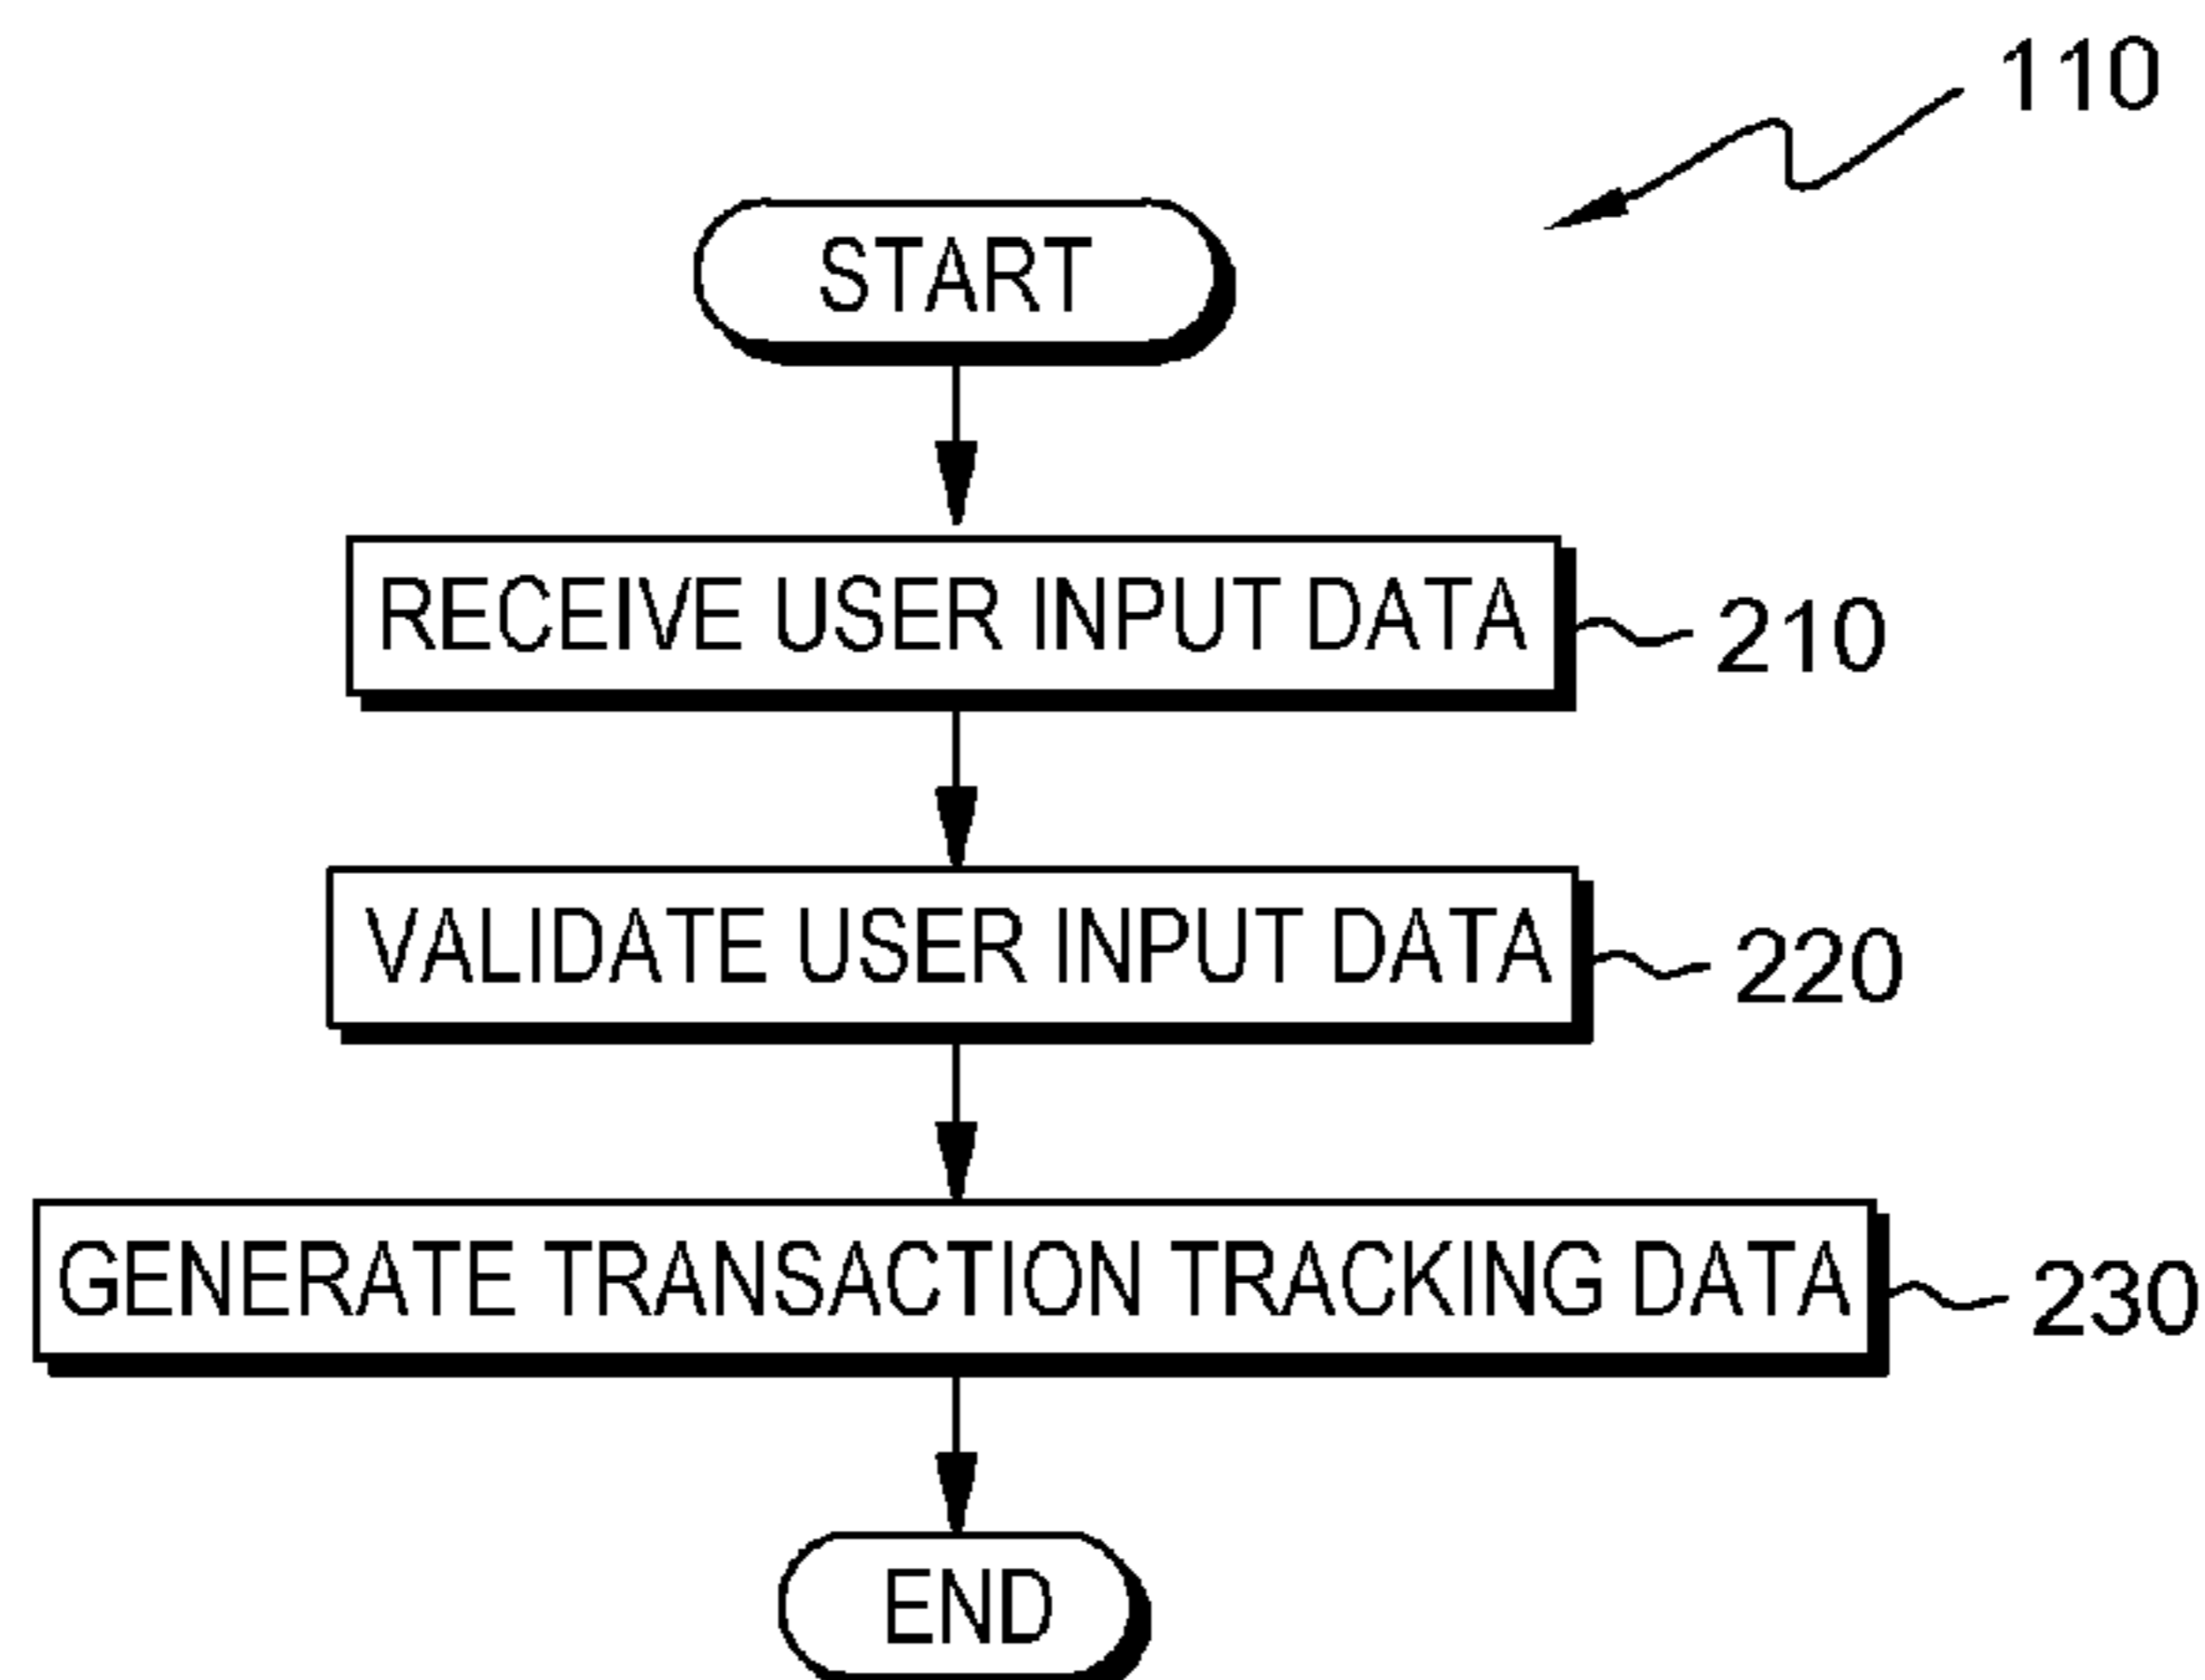 110
START
RECEIVE USER INPUT DATA
210
VALIDATE USER INPUT DATA
220
GENERATE TRANSACTION TRACKING DATA
230
END